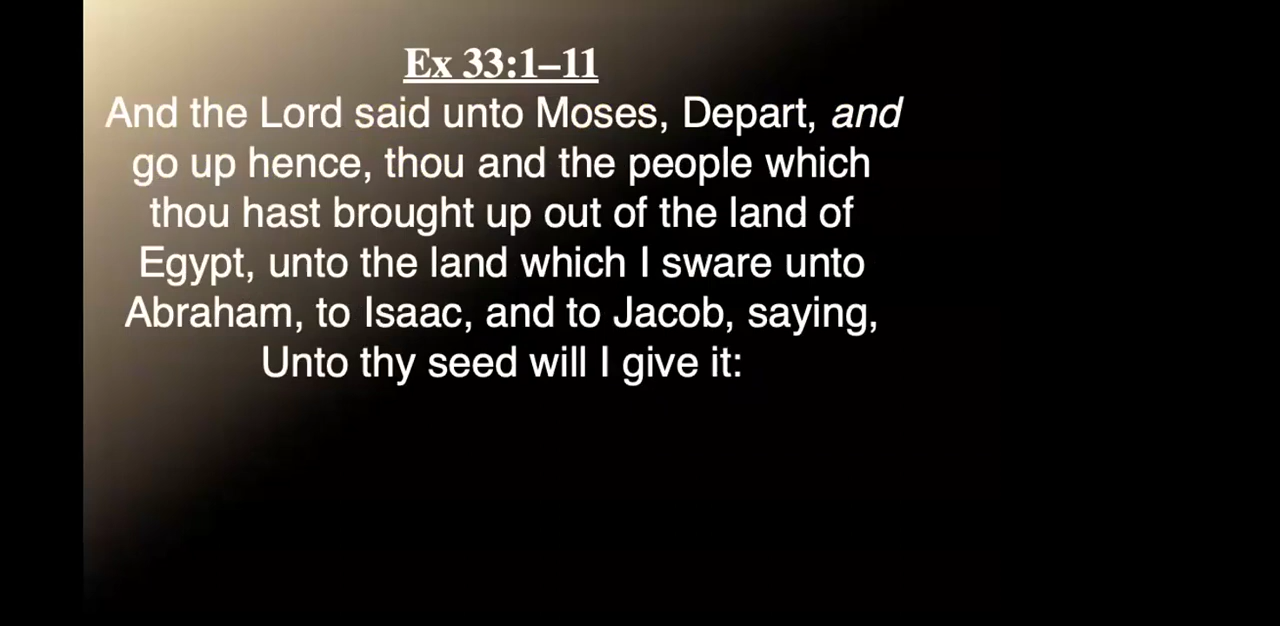 Ex 33:1–11
And the Lord said unto Moses, Depart, and
go up hence, thou and the people which
thou hast brought up out of the land of
Egypt, unto the land which I sware unto
Abraham, to Isaac, and to Jacob, saying,
Unto thy seed will I give it: